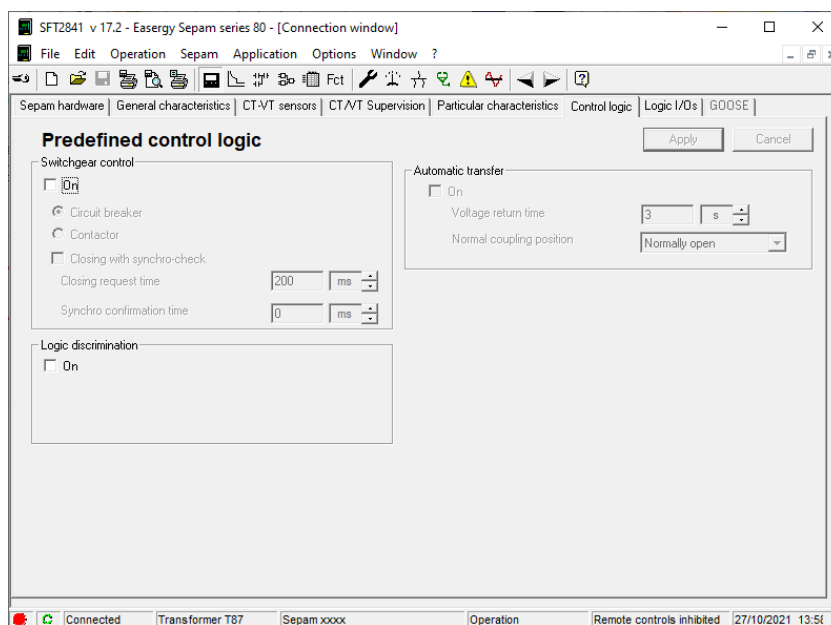 SFT2841 v 17.2 - Easergy Sepam series 80 - [Connection window]
File Edit Operation Sepam Application Options Window ?
Fct
Sepam hardware General characteristics CT-VT sensors CT/VT Supervision Particular characteristics Control logic Logic I/Os GOOSE
Predefined control logic
Apply Cancel
Switchgear control
On
Circuit breaker
Contactor
Closing with synchro-check
Closing request time 200 ms
Synchro confirmation time 0 ms
Logic discrimination
On
Automatic transfer
On
Voltage return time 3 s
Normal coupling position Normally open
Connected Transformer T87 Sepam xxxx Operation Remote controls inhibited 27/10/2021 13:58